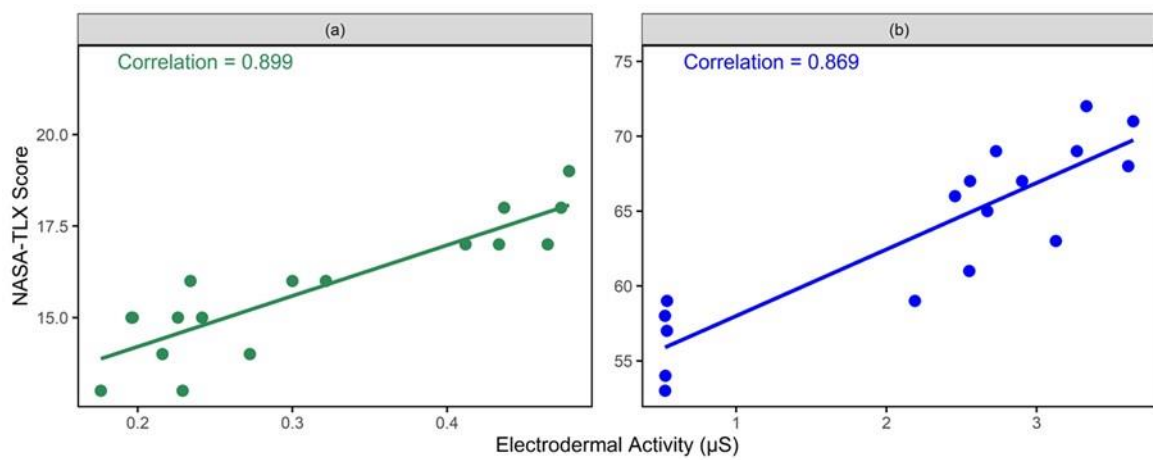 (a)
Correlation = 0.899
NASA-TLX Score
20.0
17.5
15.0
0.2 0.3 0.4
(b)
Correlation = 0.869
75
70
65
60
55
1 2 3
Electrodermal Activity (µS)